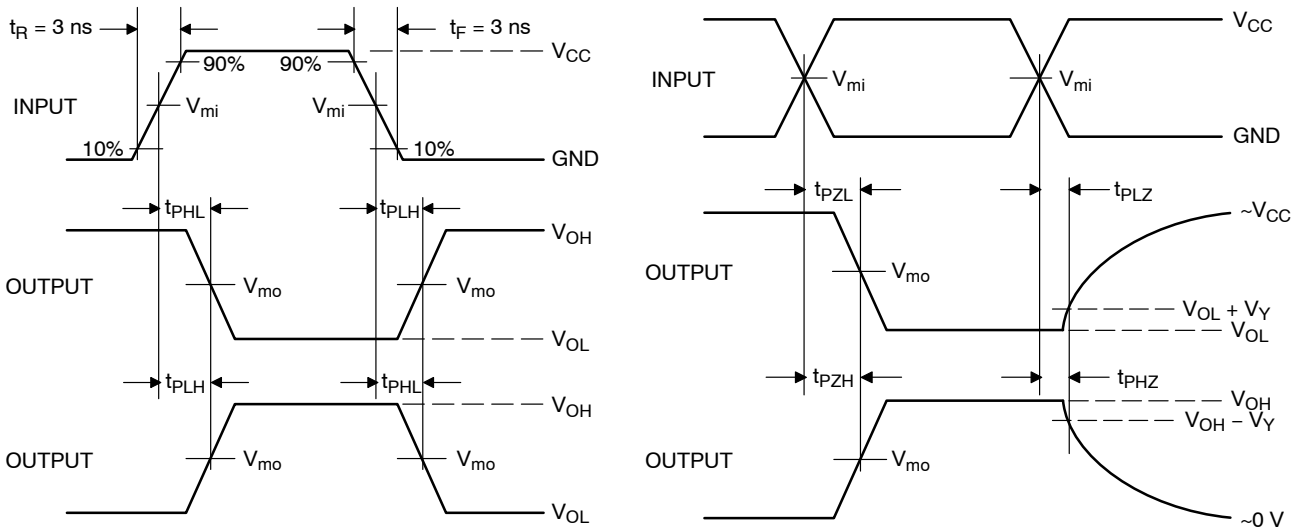 t_R = 3 ns
t_F = 3 ns
V_CC
90%
90%
INPUT
V_mi
V_mi
10%
10%
GND
t_PHL
t_PLH
V_OH
OUTPUT
V_mo
V_mo
V_OL
t_PLH
t_PHL
V_OH
OUTPUT
V_mo
V_mo
V_OL
V_CC
INPUT
V_mi
V_mi
GND
t_PZL
t_PLZ
~V_CC
OUTPUT
V_mo
V_OL + V_Y
V_OL
t_PZH
t_PHZ
V_OH
V_OH − V_Y
OUTPUT
V_mo
~0 V